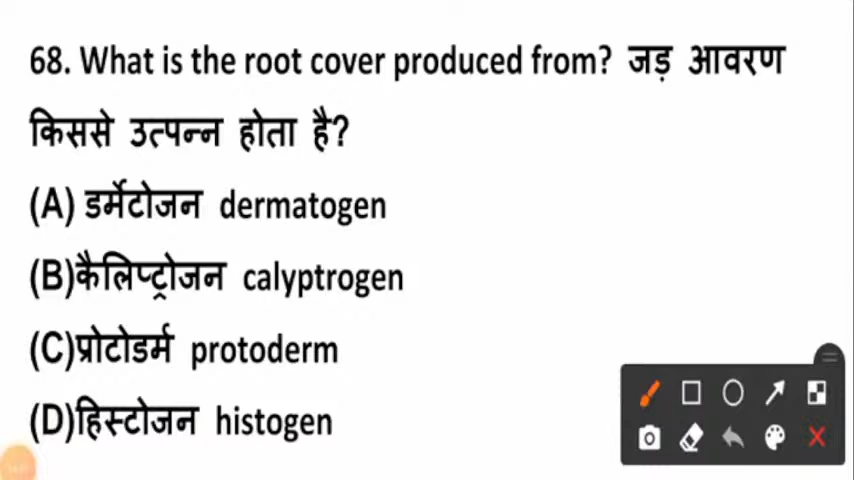 68. What is the root cover produced from? जड़ आवरण
किससे उत्पन्न होता है?
(A) डर्मेटोजन dermatogen
(B)कैलिप्ट्रोजन calyptrogen
(C)प्रोटोडर्म protoderm
(D)हिस्टोजन histogen